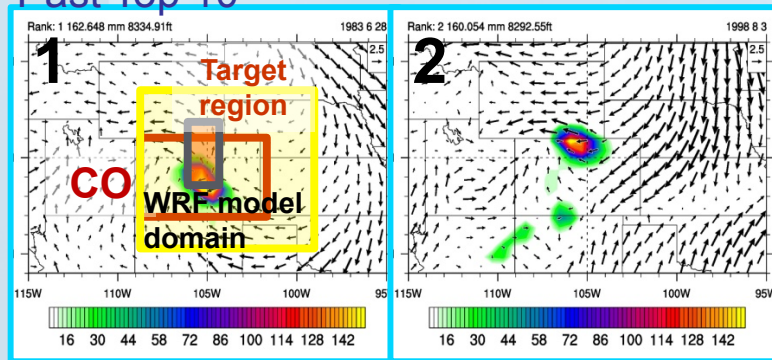 Past Top 10
Rank: 1 162.648 mm 8334.91ft 1983 6 28
1
2.5
Target
region
CO
WRF model
domain
115W 110W 105W 100W 95
16 30 44 58 72 86 100 114 128 142
Rank: 2 160.054 mm 8292.55ft 1998 8 3
2
2.5
115W 110W 105W 100W 95W
16 30 44 58 72 86 100 114 128 142